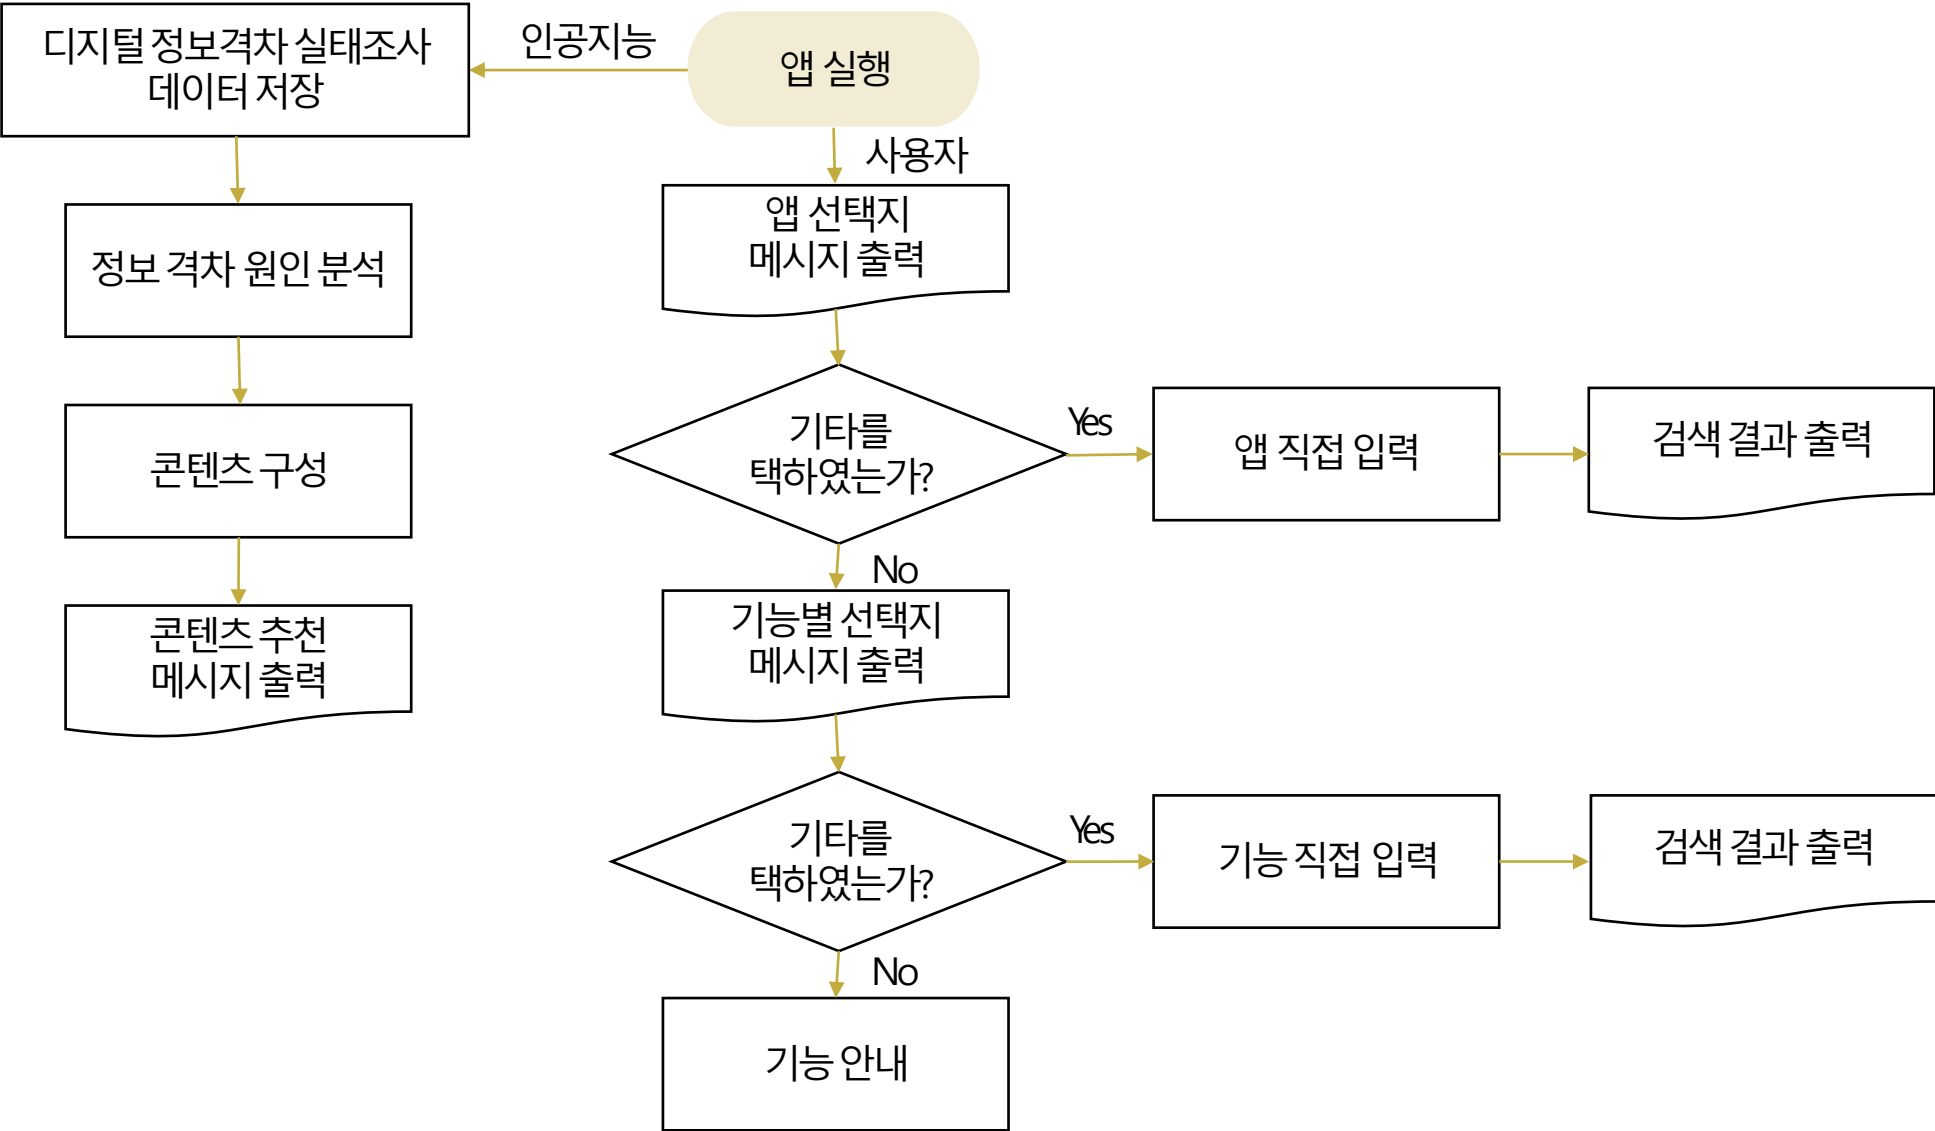 디지털 정보격차 실태조사
데이터 저장
인공지능
앱 실행
사용자
정보 격차 원인 분석
앱 선택지
메시지 출력
콘텐츠 구성
기타를
택하였는가?
Yes
앱 직접 입력
검색 결과 출력
No
콘텐츠 추천
메시지 출력
기능별 선택지
메시지 출력
기타를
택하였는가?
Yes
기능 직접 입력
검색 결과 출력
No
기능 안내